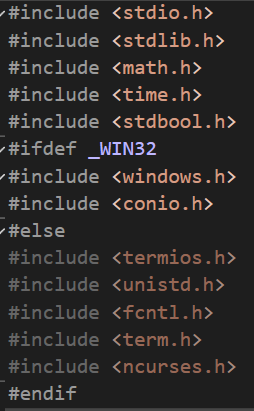 #include <stdio.h>
#include <stdlib.h>
#include <math.h>
#include <time.h>
#include <stdbool.h>
#ifdef _WIN32
#include <windows.h>
#include <conio.h>
#else
#include <termios.h>
#include <unistd.h>
#include <fcntl.h>
#include <term.h>
#include <ncurses.h>
#endif